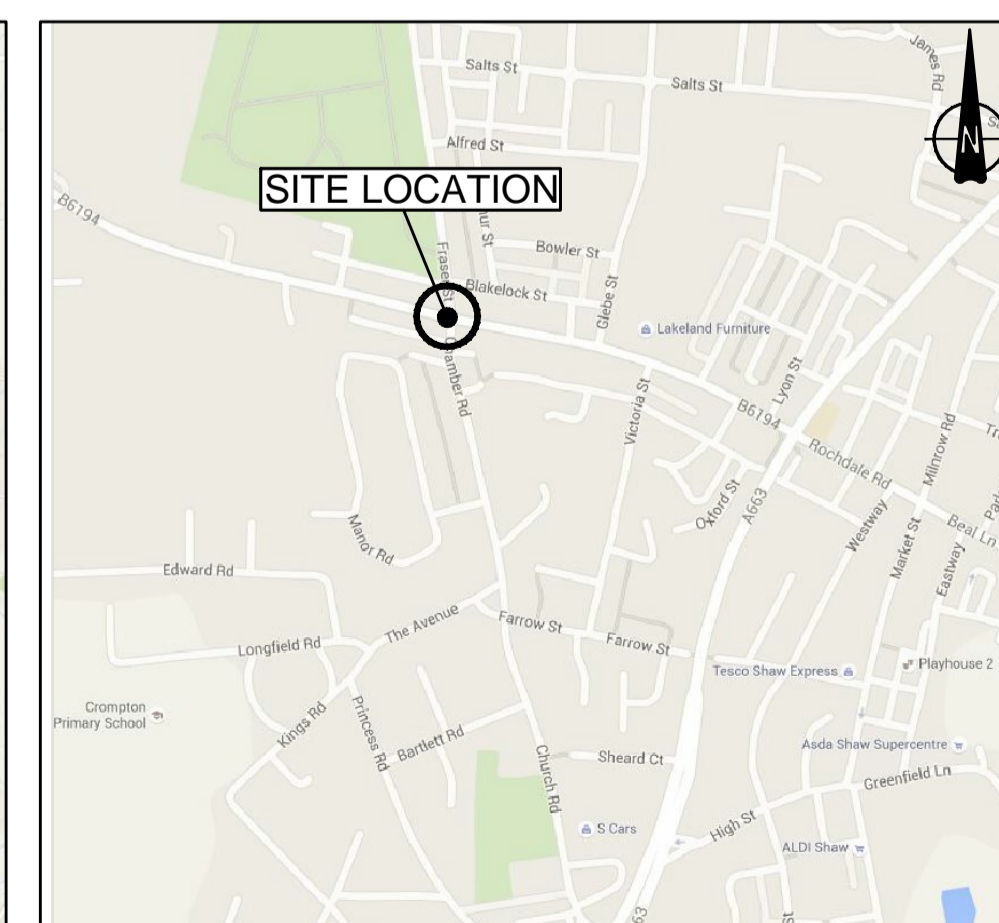 James Rd
Salts St
Salts St
Alfred St
N
SITE LOCATION
B6194
Bowler St
Fraser St
Blakelock St
Glebe St
Lakeland Furniture
Chamber Rd
Lyon St
Victoria St
B6194
Rochdale Rd
Milnrow Rd
Oxford St
A663
Westway
Market St
Beal Ln
Manor Rd
Eastway
Edward Rd
The Avenue
Farrow St
Farrow St
Longfield Rd
Tesco Shaw Express
Playhouse 2
Crompton
Primary School
Kings Rd
Princess Rd
Bartlett Rd
Church Rd
Sheard Ct
Asda Shaw Supercentre
Greenfield Ln
S Cars
High St
ALDI Shaw